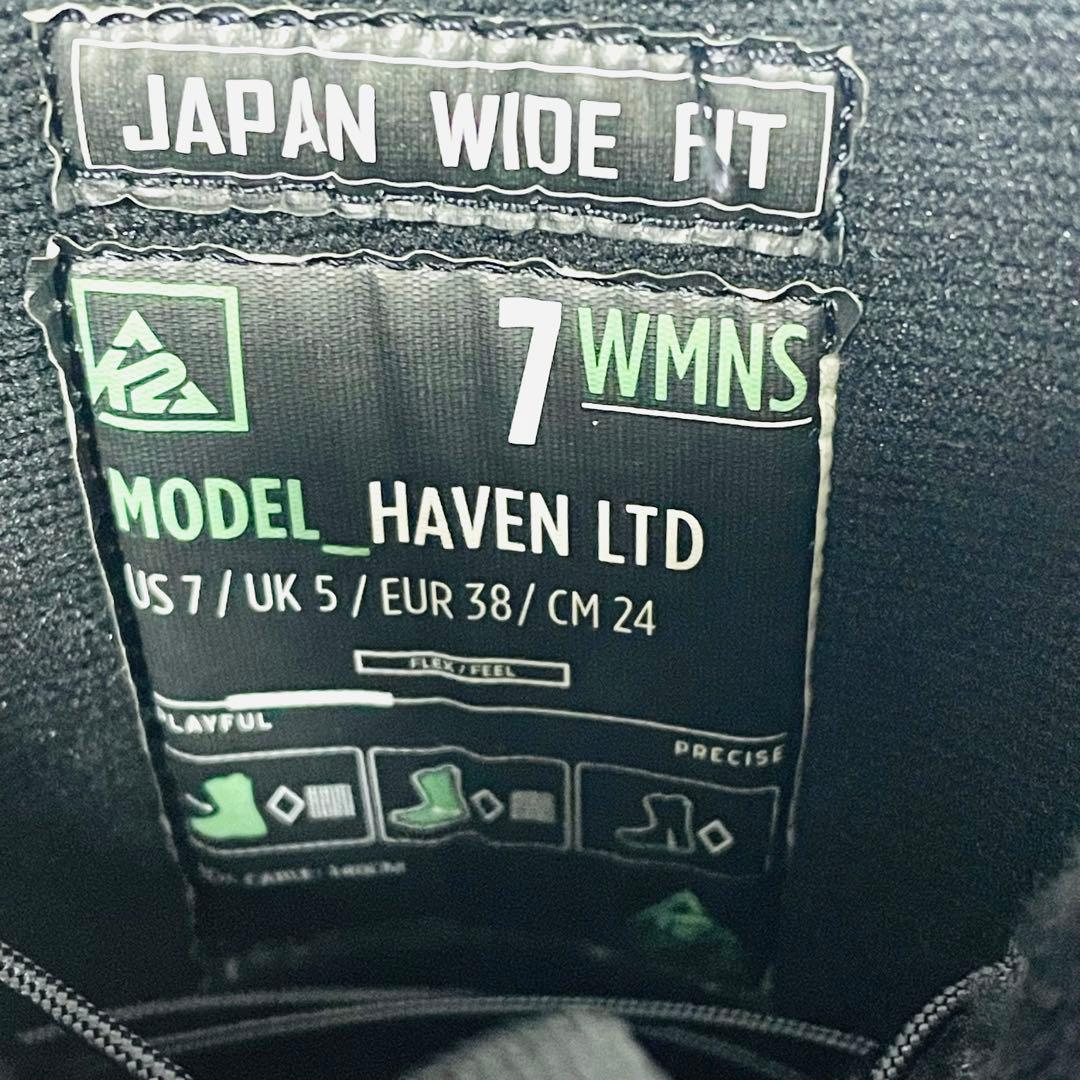 JAPAN WIDE FIT
K2
7 WMNS
MODEL_HAVEN LTD
US 7 / UK 5 / EUR 38 / CM 24
FLEX / FEEL
PLAYFUL
PRECISE